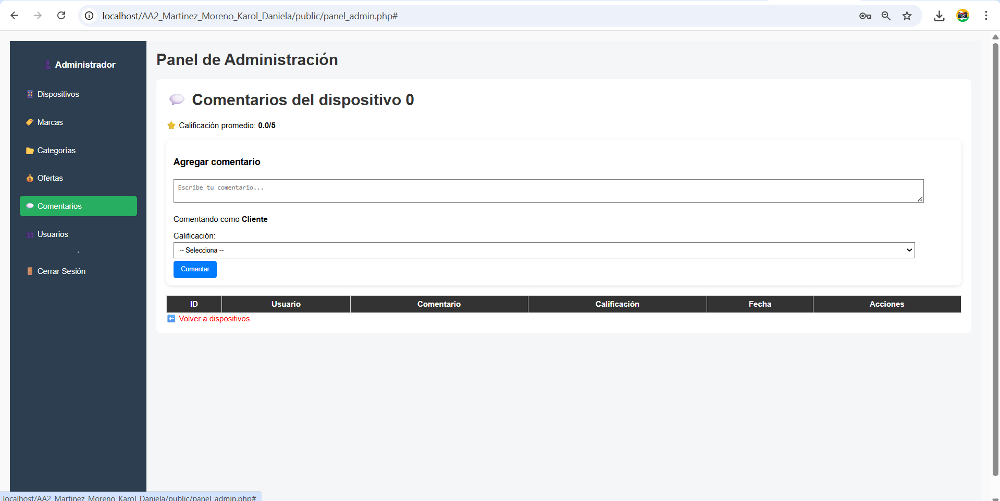 localhost/AA2_Martinez_Moreno_Karol_Daniela/public/panel_admin.php#
Administrador
Dispositivos
Marcas
Categorías
Ofertas
Comentarios
Usuarios
.
Cerrar Sesión
Panel de Administración
Comentarios del dispositivo 0
Calificación promedio: 0.0/5
Agregar comentario
Escribe tu comentario...
Comentando como Cliente
Calificación:
-- Selecciona --
Comentar
ID Usuario Comentario Calificación Fecha Acciones
Volver a dispositivos
localhost/AA2_Martinez_Moreno_Karol_Daniela/public/panel_admin.php#